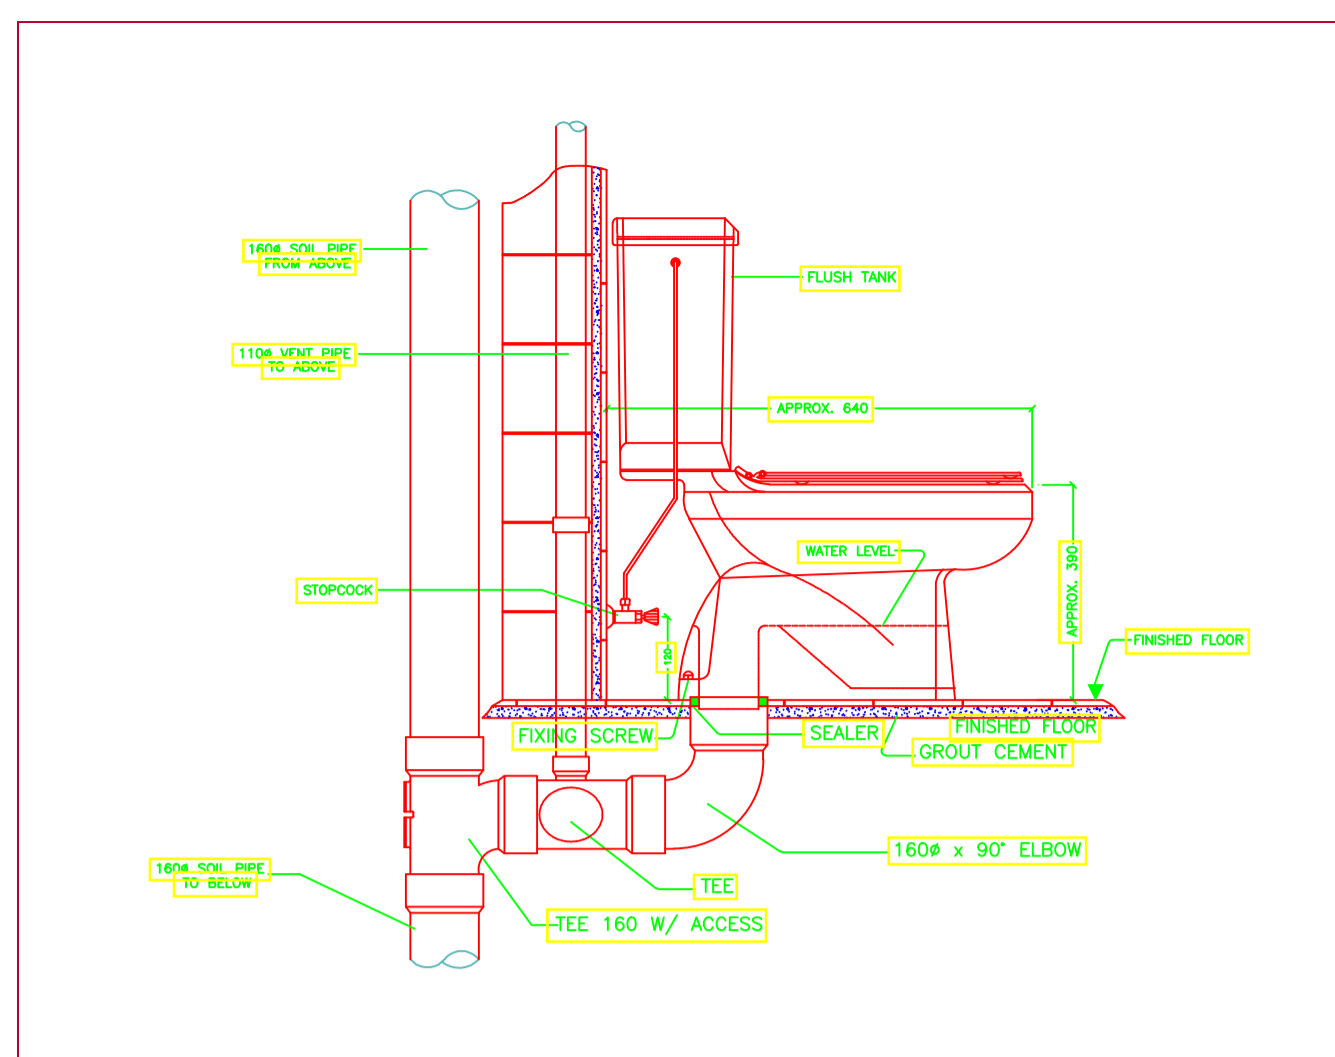 160ø SOIL PIPE
FROM ABOVE
FLUSH TANK
110ø VENT PIPE
TO ABOVE
APPROX. 640
WATER LEVEL
APPROX. 390
STOPCOCK
120
FINISHED FLOOR
FIXING SCREW
SEALER
FINISHED FLOOR
GROUT CEMENT
160ø x 90° ELBOW
160ø SOIL PIPE
TO BELOW
TEE
TEE 160 W/ ACCESS